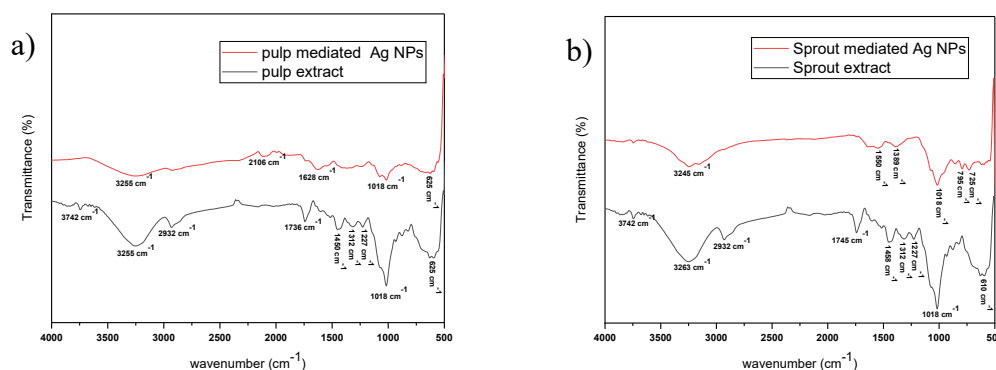 a)
pulp mediated Ag NPs
pulp extract
Transmittance (%)
2106 cm-1
3255 cm-1
1628 cm-1
1018 cm-1
625 cm-1
3742 cm-1
2932 cm-1
3255 cm-1
1736 cm-1
1450 cm-1
1312 cm-1
1227 cm-1
1018 cm-1
625 cm-1
4000 3500 3000 2500 2000 1500 1000 500
wavenumber (cm-1)
b)
Sprout mediated Ag NPs
Sprout extract
Transmittance (%)
3245 cm-1
1550 cm-1
1389 cm-1
1018 cm-1
795 cm-1
725 cm-1
3742 cm-1
2932 cm-1
3263 cm-1
1745 cm-1
1458 cm-1
1312 cm-1
1227 cm-1
1018 cm-1
610 cm-1
4000 3500 3000 2500 2000 1500 1000 500
wavenumber (cm-1)